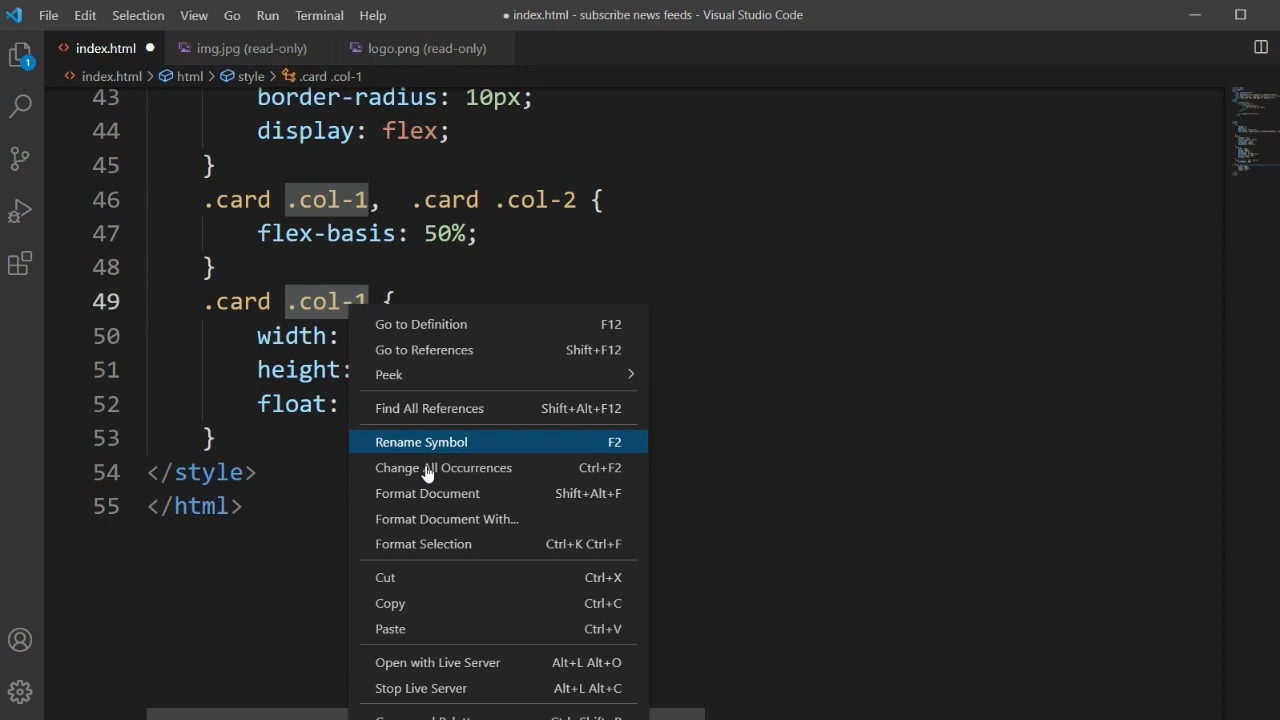 File Edit Selection View Go Run Terminal Help
● index.html - subscribe news feeds - Visual Studio Code
index.html
img.jpg (read-only)
logo.png (read-only)
index.html > html > style > .card .col-1
1
43 border-radius: 10px;
44 display: flex;
45 }
46 .card .col-1, .card .col-2 {
47 flex-basis: 50%;
48 }
49 .card .col-1 {
50 width:
51 height:
52 float:
53 }
54 </style>
55 </html>
Go to Definition F12
Go to References Shift+F12
Peek >
Find All References Shift+Alt+F12
Rename Symbol F2
Change All Occurrences Ctrl+F2
Format Document Shift+Alt+F
Format Document With...
Format Selection Ctrl+K Ctrl+F
Cut Ctrl+X
Copy Ctrl+C
Paste Ctrl+V
Open with Live Server Alt+L Alt+O
Stop Live Server Alt+L Alt+C